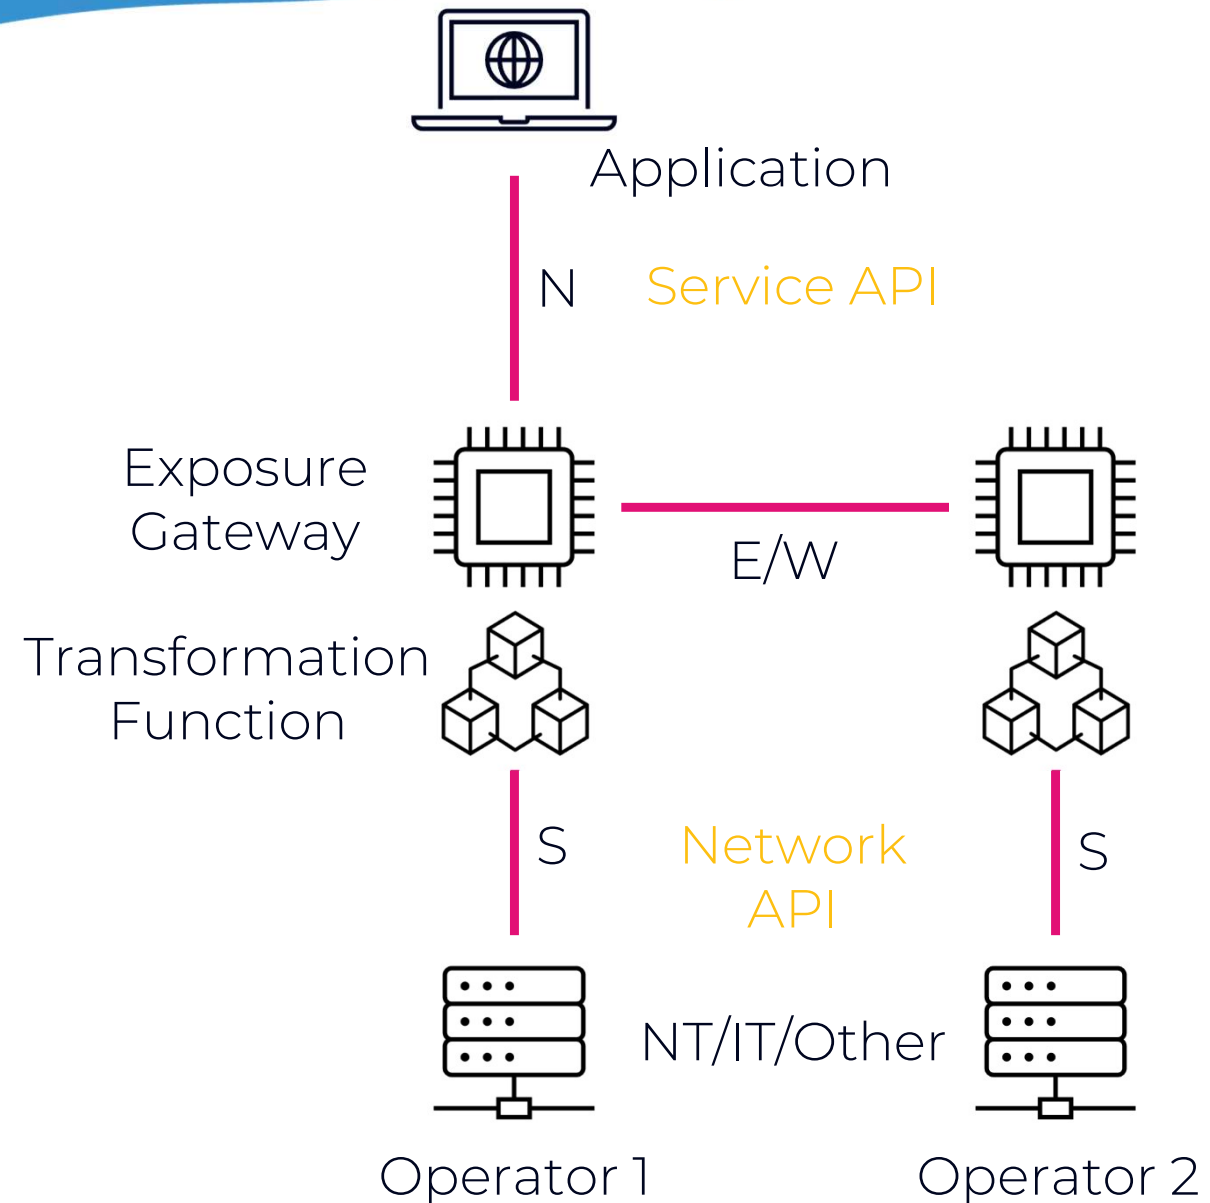 Application
N
Service API
Exposure
Gateway
E/W
Transformation
Function
S
Network
API
S
NT/IT/Other
Operator 1
Operator 2